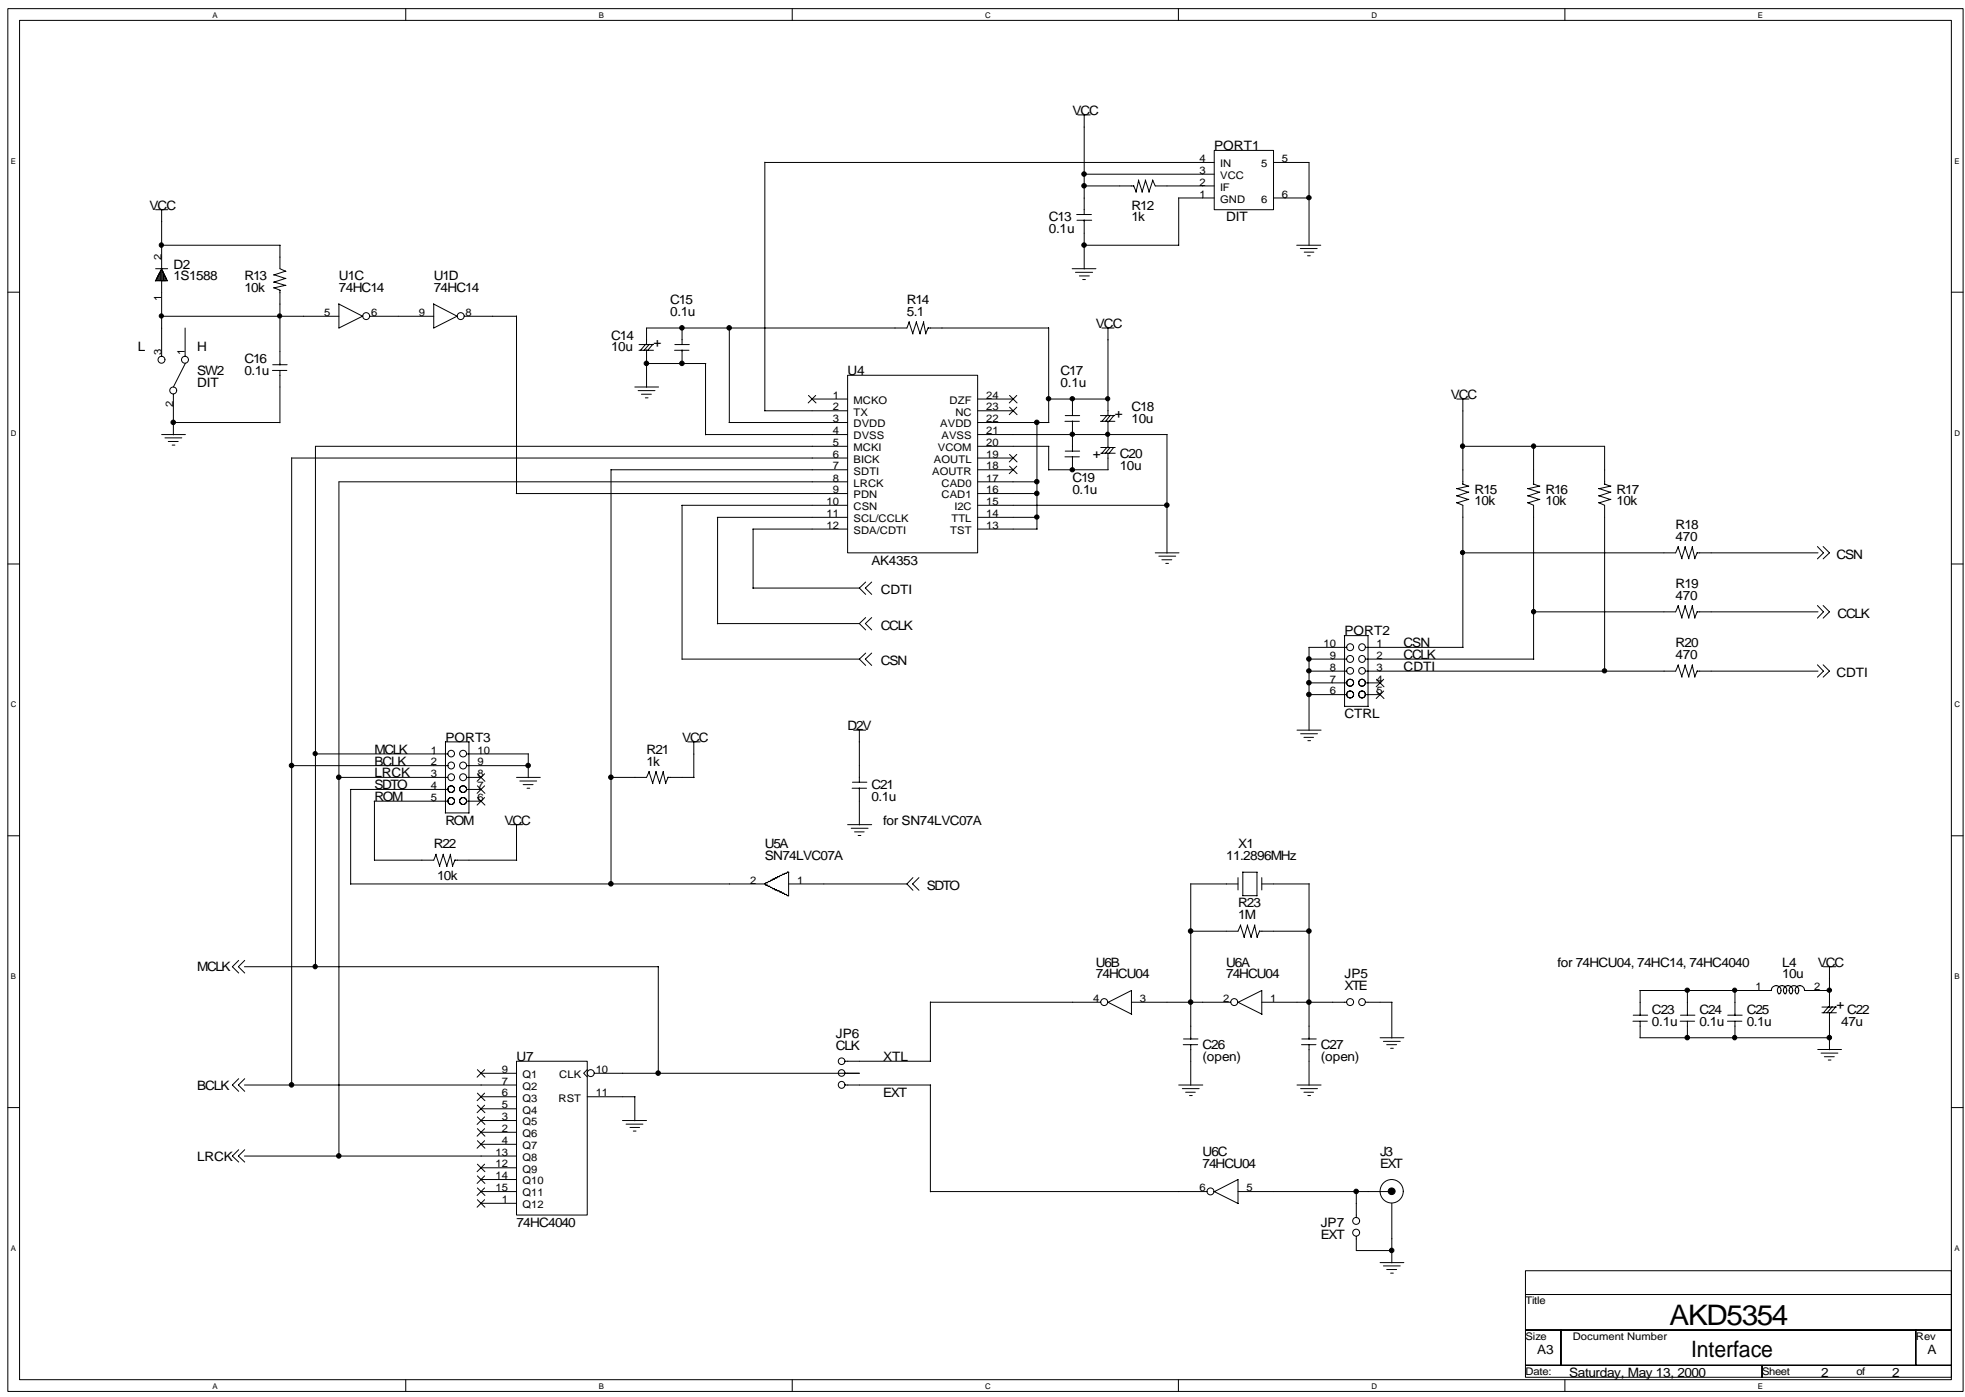 A B C D E
VCC
PORT1
4 IN 5 5
3 VCC
2 IF
1 GND 6 6
DIT
R12
1k
C13
0.1u
VCC
2
D2
1S1588
1
R13
10k
U1C
74HC14
5 6
U1D
74HC14
9 8
L 3 1 H
SW2
DIT
2
C16
0.1u
C15
0.1u
C14
10u +
R14
5.1
VCC
C17
0.1u
C18
10u
+
C19
0.1u
C20
10u
+
U4
1 MCKO DZF 24
2 TX NC 23
3 DVDD AVDD 22
4 DVSS AVSS 21
5 MCKI VCOM 20
6 BICK AOUTL 19
7 SDTI AOUTR 18
8 LRCK CAD0 17
9 PDN CAD1 16
10 CSN I2C 15
11 SCL/CCLK TTL 14
12 SDA/CDTI TST 13
AK4353
CDTI
CCLK
CSN
VCC
R15
10k
R16
10k
R17
10k
R18
470
CSN
R19
470
CCLK
R20
470
CDTI
PORT2
10 1 CSN
9 2 CCLK
8 3 CDTI
7 4
6 5
CTRL
PORT3
MCLK 1 10
BCLK 2 9
LRCK 3 8
SDTO 4 7
ROM 5 6
ROM
VCC
R22
10k
R21
1k
VCC
D2V
C21
0.1u
for SN74LVC07A
U5A
SN74LVC07A
2 1
SDTO
X1
11.2896MHz
R23
1M
U6B
74HCU04
4 3
U6A
74HCU04
2 1
JP5
XTE
C26
(open)
C27
(open)
for 74HCU04, 74HC14, 74HC4040
L4
10u
1 2
VCC
C23
0.1u
C24
0.1u
C25
0.1u
+ C22
47u
MCLK
BCLK
LRCK
U7
9 Q1 CLK 10
7 Q2
6 Q3 RST 11
5 Q4
3 Q5
2 Q6
4 Q7
13 Q8
12 Q9
14 Q10
15 Q11
1 Q12
74HC4040
JP6
CLK
XTL
EXT
U6C
74HCU04
6 5
J3
EXT
JP7
EXT
E D C B A
E D C B A
Title
AKD5354
Size
A3
Document Number
Interface
Rev
A
Date: Saturday, May 13, 2000 Sheet 2 of 2
A B C D E